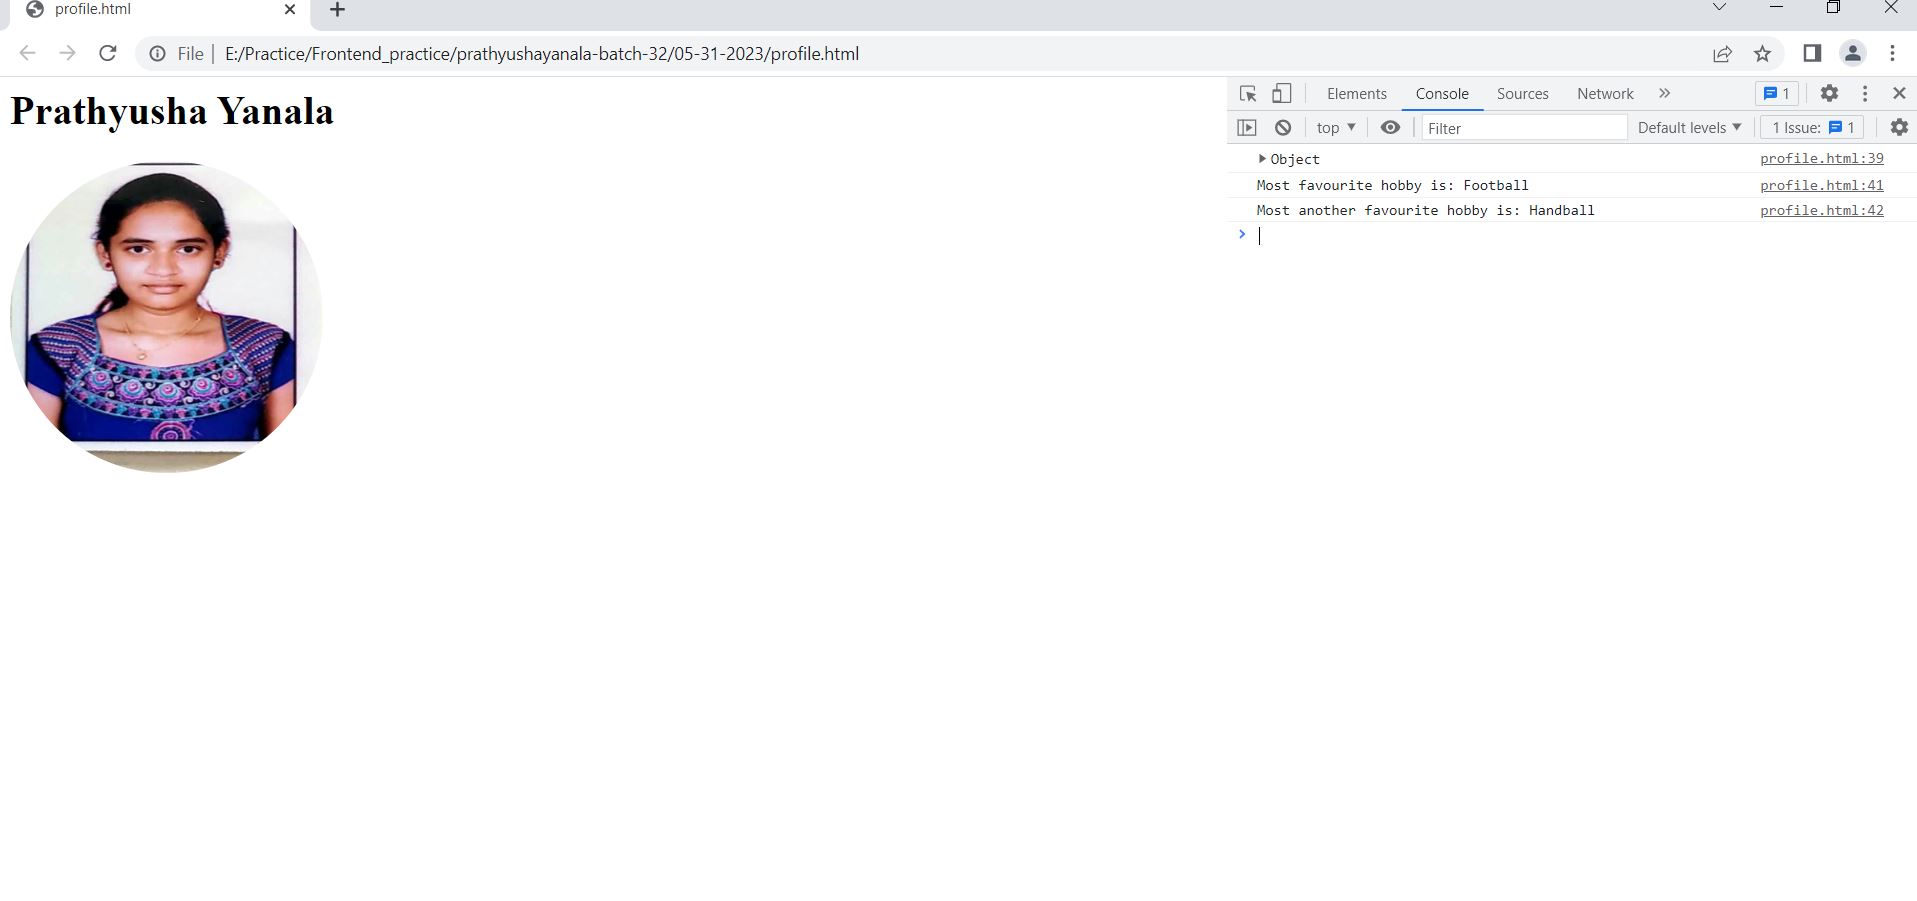 profile.html
File | E:/Practice/Frontend_practice/prathyushayanala-batch-32/05-31-2023/profile.html
Prathyusha Yanala
Elements Console Sources Network » 1
top ▼ Filter Default levels ▼ 1 Issue: 1
Object profile.html:39
Most favourite hobby is: Football profile.html:41
Most another favourite hobby is: Handball profile.html:42